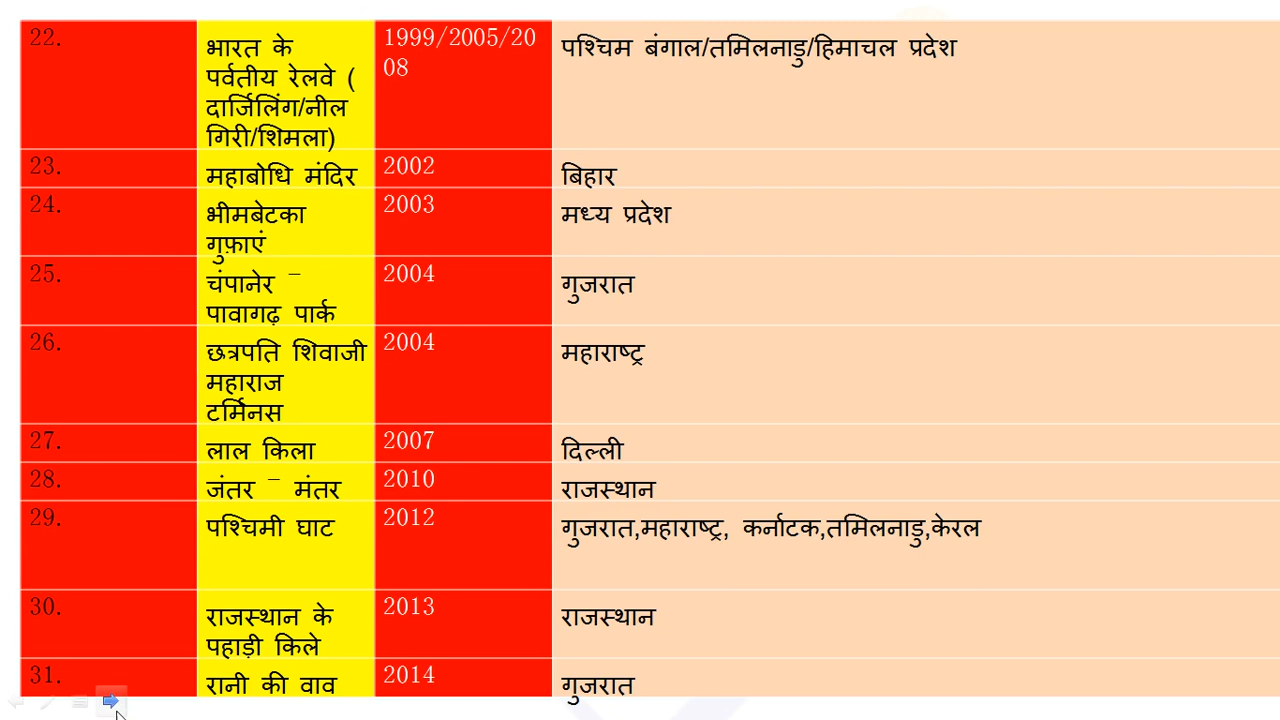 22.
भारत के
पर्वतीय रेलवे (
दार्जिलिंग/नील
गिरी/शिमला)
1999/2005/20
08
पश्चिम बंगाल/तमिलनाडु/हिमाचल प्रदेश
23.
महाबोधि मंदिर
2002
बिहार
24.
भीमबेटका
गुफ़ाएं
2003
मध्य प्रदेश
25.
चंपानेर –
पावागढ़ पार्क
2004
गुजरात
26.
छत्रपति शिवाजी
महाराज
टर्मिनस
2004
महाराष्ट्र
27.
लाल किला
2007
दिल्ली
28.
जंतर – मंतर
2010
राजस्थान
29.
पश्चिमी घाट
2012
गुजरात,महाराष्ट्र, कर्नाटक,तमिलनाडु,केरल
30.
राजस्थान के
पहाड़ी किले
2013
राजस्थान
31.
रानी की वाव
2014
गुजरात